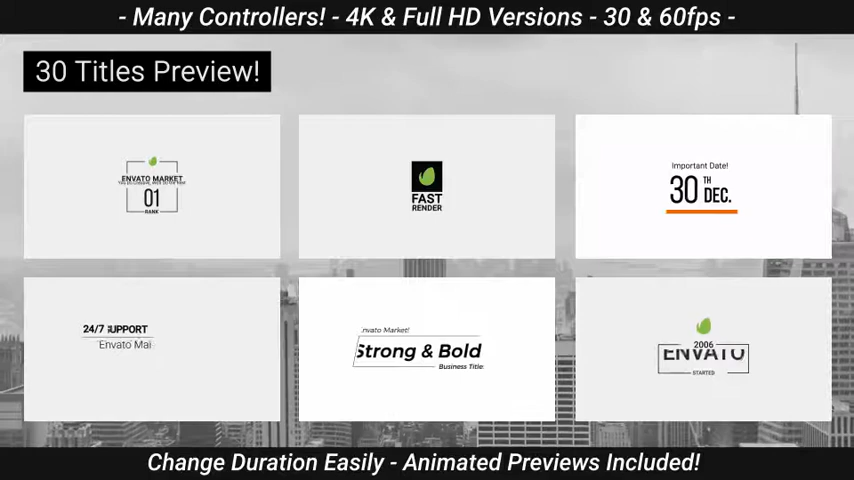 - Many Controllers! - 4K & Full HD Versions - 30 & 60fps -
30 Titles Preview!
ENVATO MARKET
01
RANK
FAST
RENDER
Important Date!
30 TH
DEC.
24/7 SUPPORT
Envato Mai
nvato Market!
Strong & Bold
Business Title
2006
ENVATO
STARTED
Change Duration Easily - Animated Previews Included!